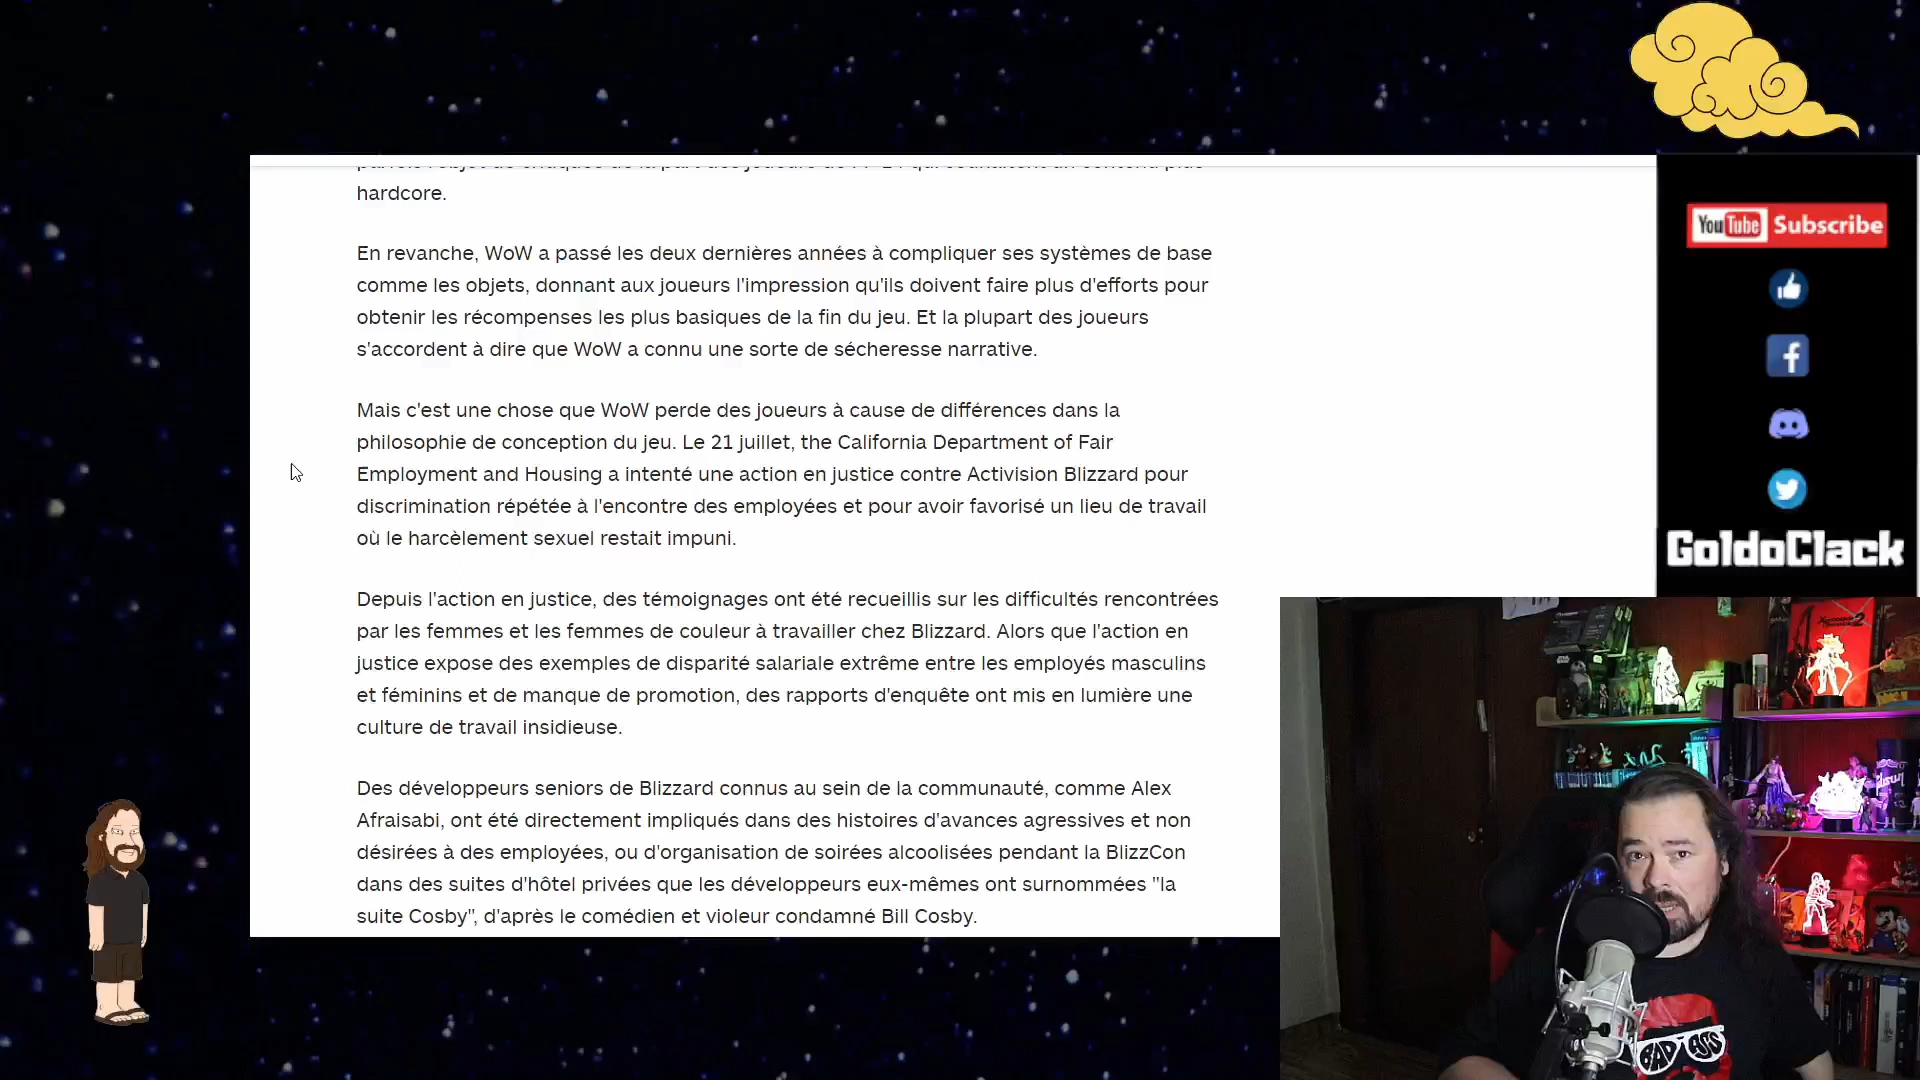 hardcore.
En revanche, WoW a passé les deux dernières années à compliquer ses systèmes de base
comme les objets, donnant aux joueurs l'impression qu'ils doivent faire plus d'efforts pour
obtenir les récompenses les plus basiques de la fin du jeu. Et la plupart des joueurs
s'accordent à dire que WoW a connu une sorte de sécheresse narrative.
Mais c'est une chose que WoW perde des joueurs à cause de différences dans la
philosophie de conception du jeu. Le 21 juillet, the California Department of Fair
Employment and Housing a intenté une action en justice contre Activision Blizzard pour
discrimination répétée à l'encontre des employées et pour avoir favorisé un lieu de travail
où le harcèlement sexuel restait impuni.
Depuis l'action en justice, des témoignages ont été recueillis sur les difficultés rencontrées
par les femmes et les femmes de couleur à travailler chez Blizzard. Alors que l'action en
justice expose des exemples de disparité salariale extrême entre les employés masculins
et féminins et de manque de promotion, des rapports d'enquête ont mis en lumière une
culture de travail insidieuse.
Des développeurs seniors de Blizzard connus au sein de la communauté, comme Alex
Afraisabi, ont été directement impliqués dans des histoires d'avances agressives et non
désirées à des employées, ou d'organisation de soirées alcoolisées pendant la BlizzCon
dans des suites d'hôtel privées que les développeurs eux-mêmes ont surnommées "la
suite Cosby", d'après le comédien et violeur condamné Bill Cosby.
YouTube Subscribe
GoldoClack
BAD ASS